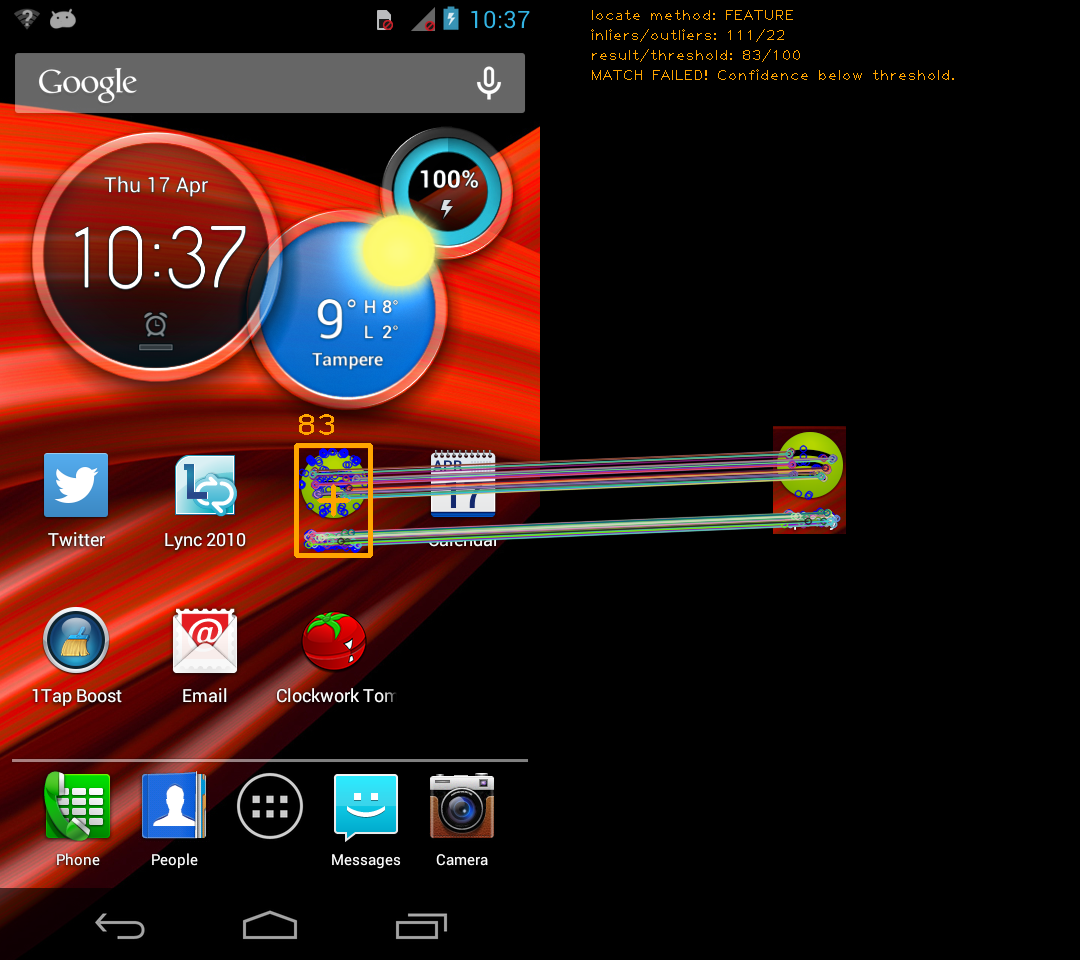 10:37
locate method: FEATURE
inliers/outliers: 111/22
result/threshold: 83/100
MATCH FAILED! Confidence below threshold.
Google
Thu 17 Apr
10:37
100%
9° H 8°
L 2°
Tampere
83
APR
17
Twitter
Lync 2010
Calendar
1Tap Boost
Email
Clockwork Tom
Phone
People
Messages
Camera